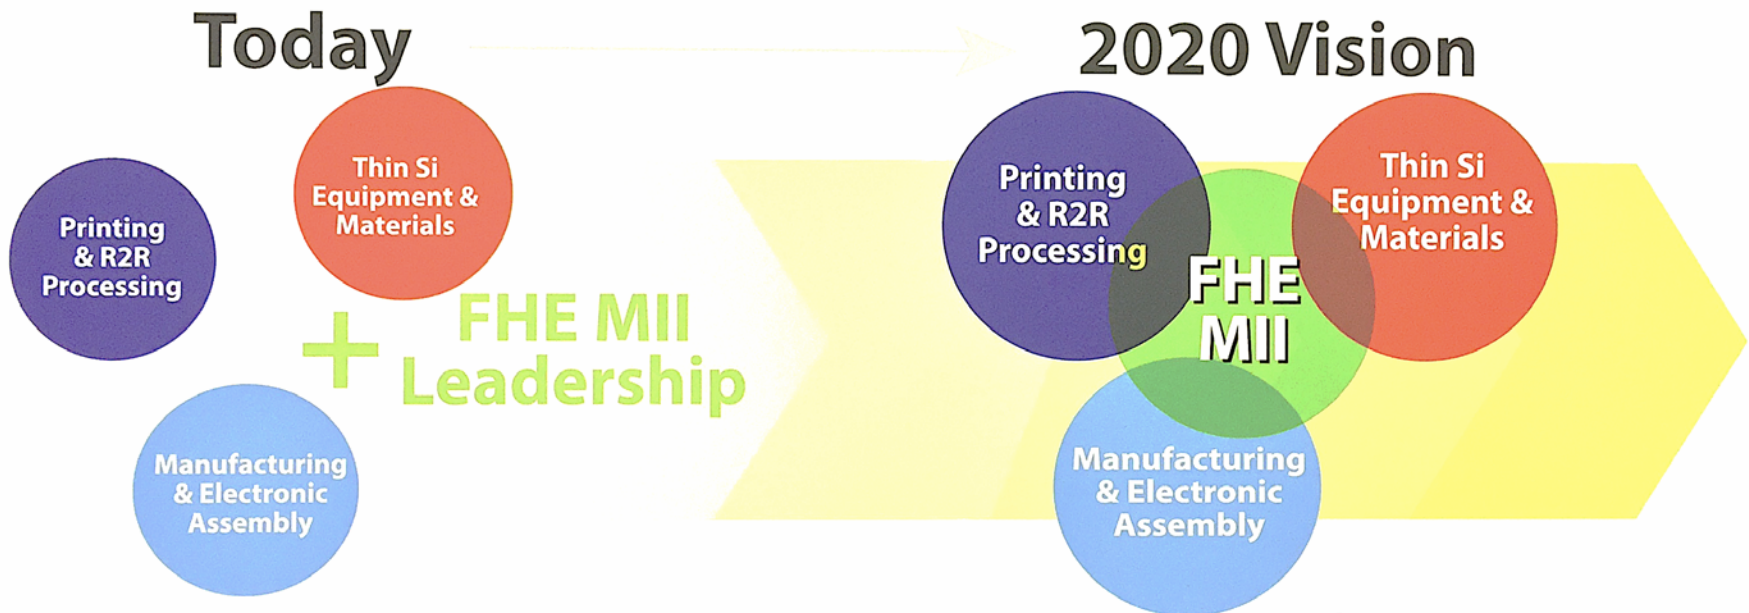 Today
2020 Vision
Thin Si
Equipment &
Materials
Printing
& R2R
Processing
+ FHE MII
Leadership
Manufacturing
& Electronic
Assembly
Printing
& R2R
Processing
Thin Si
Equipment &
Materials
FHE
MII
Manufacturing
& Electronic
Assembly